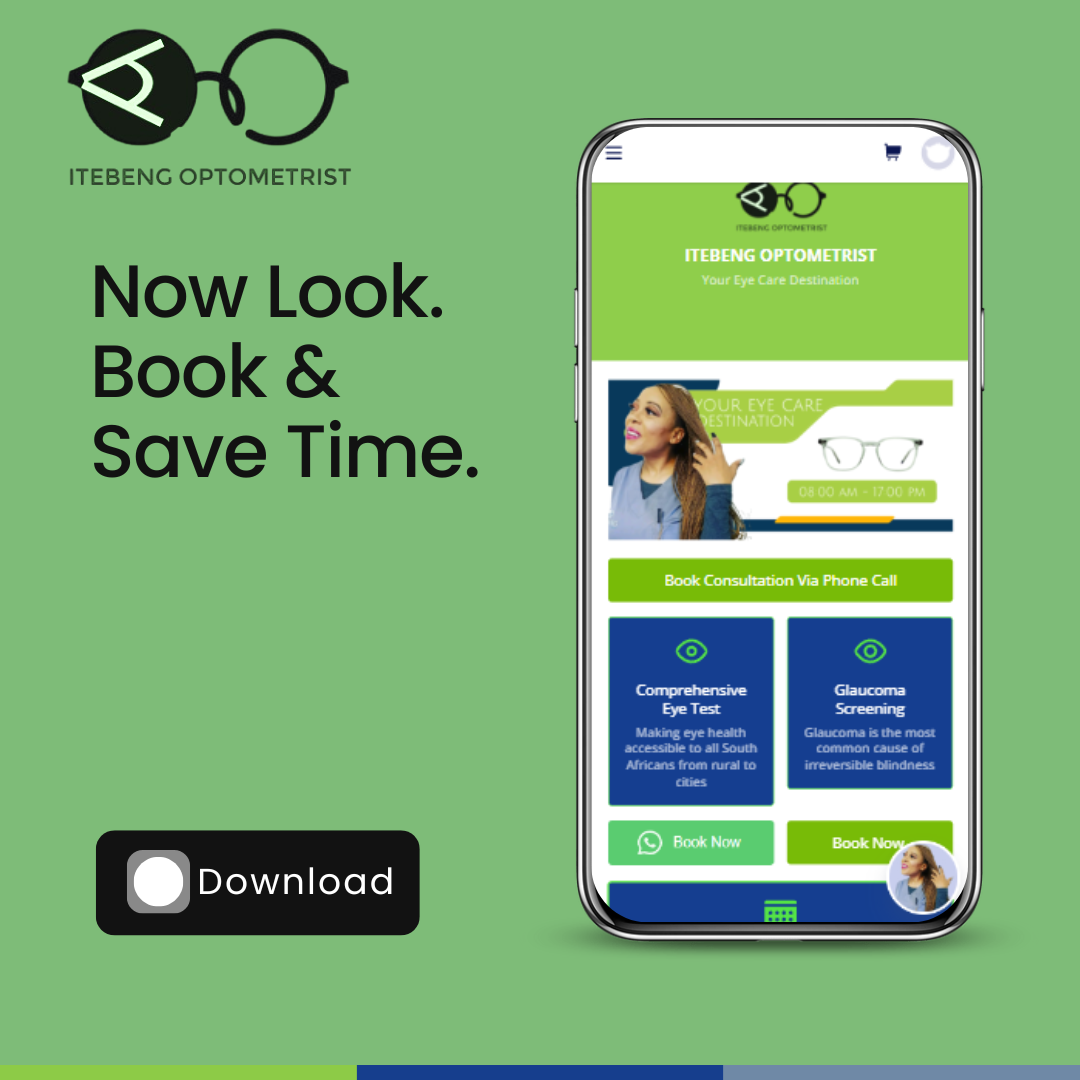 ITEBENG OPTOMETRIST
Now Look.
Book &
Save Time.
Download
ITEBENG OPTOMETRIST
ITEBENG OPTOMETRIST
Your Eye Care Destination
YOUR EYE CARE
DESTINATION
08:00 AM - 17:00 PM
Book Consultation Via Phone Call
Comprehensive
Eye Test
Making eye health
accessible to all South
Africans from rural to
cities
Glaucoma
Screening
Glaucoma is the most
common cause of
irreversible blindness
Book Now
Book Now